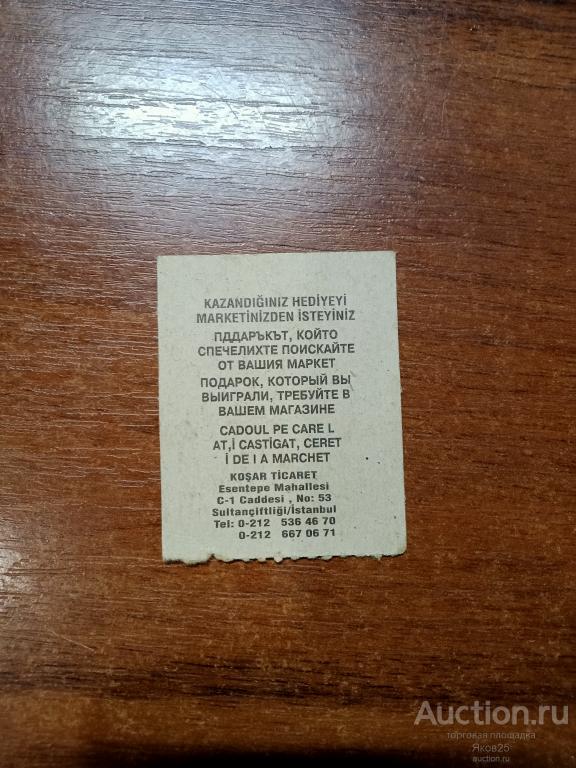 KAZANDIĞINIZ HEDİYEYİ
MARKETİNİZDEN İSTEYİNİZ
ПДДАРЪКЪТ, КОЙТО
СПЕЧЕЛИХТЕ ПОИСКАЙТЕ
ОТ ВАШИЯ МАРКЕТ
ПОДАРОК, КОТОРЫЙ ВЫ
ВЫИГРАЛИ, ТРЕБУЙТЕ В
ВАШЕМ МАГАЗИНЕ
CADOUL PE CARE L
AT,İ CASTİGAT, CERET
İ DE I A MARCHET
KOŞAR TİCARET
Esentepe Mahallesi
C-1 Caddesi , No: 53
Sultançiftliği/İstanbul
Tel: 0-212 536 46 70
0-212 667 06 71
Auction.ru
торговая площадка
Яков25
auction.ru